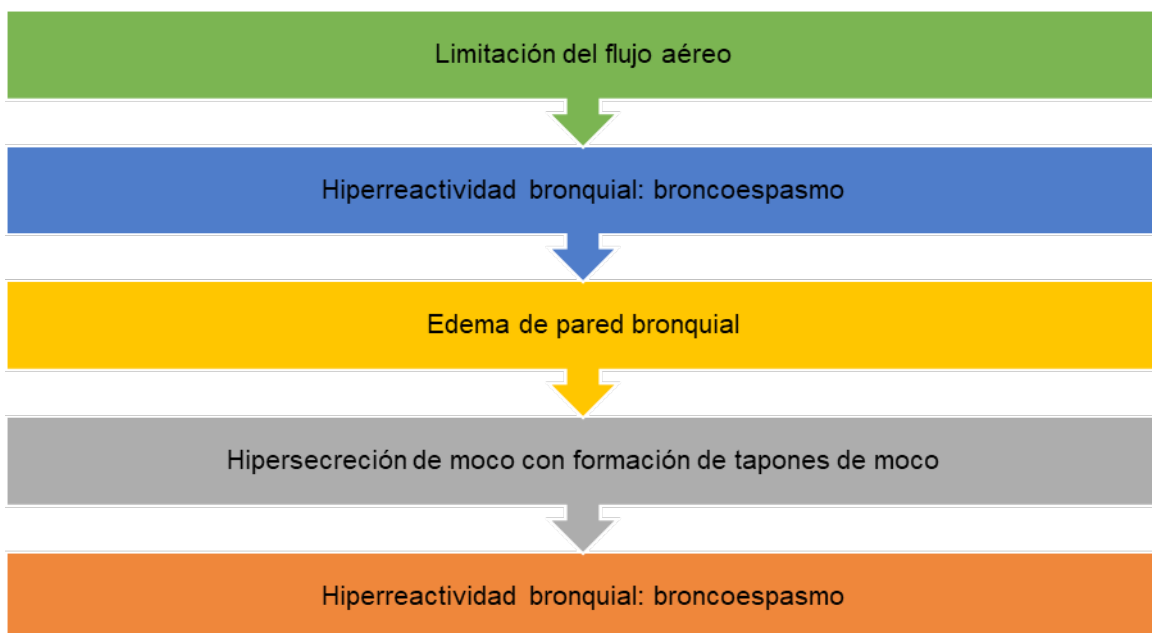 Limitación del flujo aéreo
Hiperreactividad bronquial: broncoespasmo
Edema de pared bronquial
Hipersecreción de moco con formación de tapones de moco
Hiperreactividad bronquial: broncoespasmo